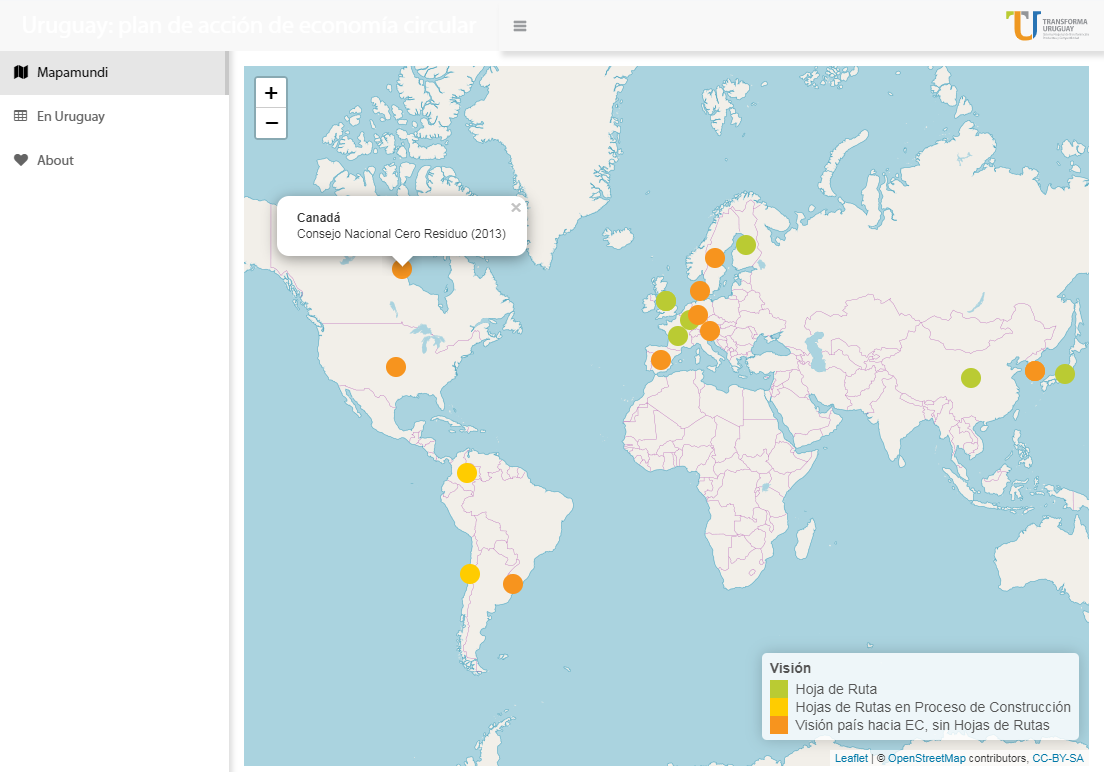 Uruguay: plan de acción de economía circular
TRANSFORMA
URUGUAY
Mapamundi
En Uruguay
About
+
−
Canadá
Consejo Nacional Cero Residuo (2013)
×
Visión
Hoja de Ruta
Hojas de Rutas en Proceso de Construcción
Visión país hacia EC, sin Hojas de Rutas
Leaflet | © OpenStreetMap contributors, CC-BY-SA